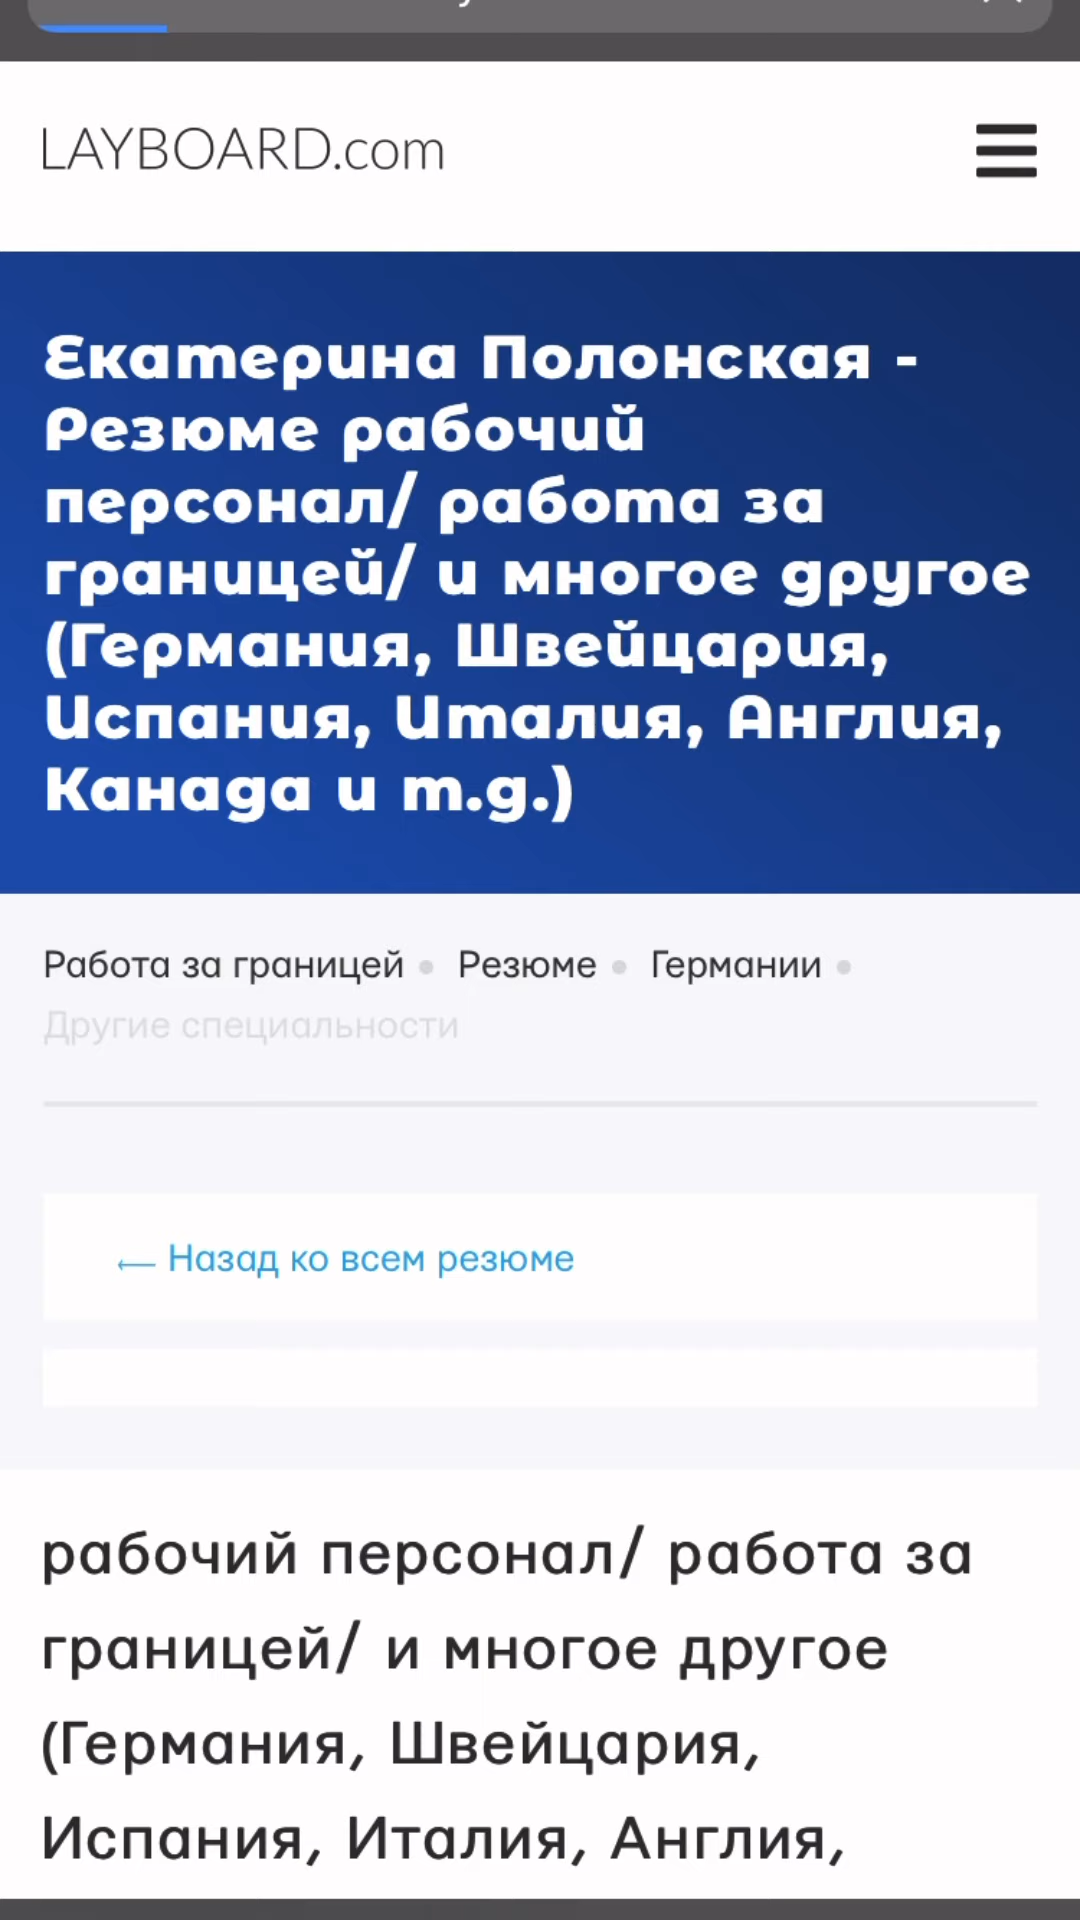 LAYBOARD.com
Екатерина Полонская -
Резюме рабочий
персонал/ работа за
границей/ и многое другое
(Германия, Швейцария,
Испания, Италия, Англия,
Канада и т.д.)
Работа за границей • Резюме • Германии •
Другие специальности
⟵ Назад ко всем резюме
рабочий персонал/ работа за
границей/ и многое другое
(Германия, Швейцария,
Испания, Италия, Англия,